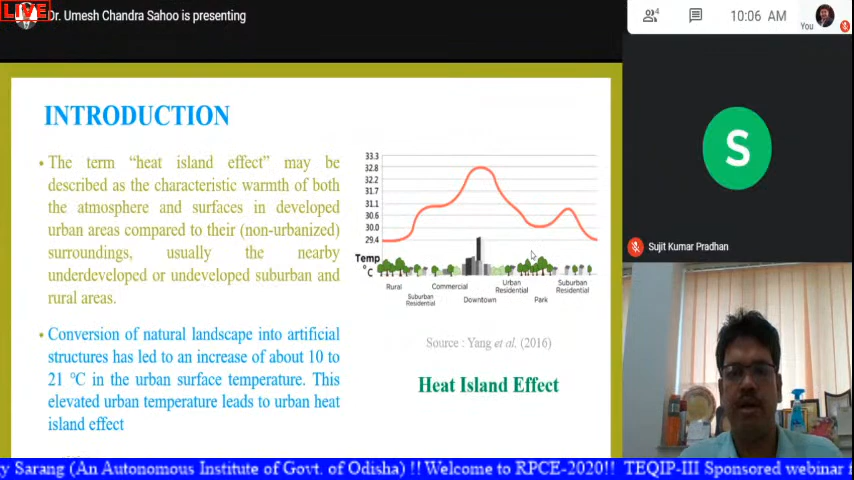 LIVE
Dr. Umesh Chandra Sahoo is presenting
4
10:06 AM
You
INTRODUCTION
• The term “heat island effect” may be
described as the characteristic warmth of both
the atmosphere and surfaces in developed
urban areas compared to their (non-urbanized)
surroundings, usually the nearby
underdeveloped or undeveloped suburban and
rural areas.
• Conversion of natural landscape into artificial
structures has led to an increase of about 10 to
21 °C in the urban surface temperature. This
elevated urban temperature leads to urban heat
island effect
33.3
32.8
32.2
31.7
31.1
30.6
30.0
29.4
Temp
°C
Rural
Suburban
Residential
Commercial
Downtown
Urban
Residential
Park
Suburban
Residential
Source : Yang et al. (2016)
Heat Island Effect
S
Sujit Kumar Pradhan
y Sarang (An Autonomous Institute of Govt. of Odisha) !! Welcome to RPCE-2020!! TEQIP-III Sponsored webinar f